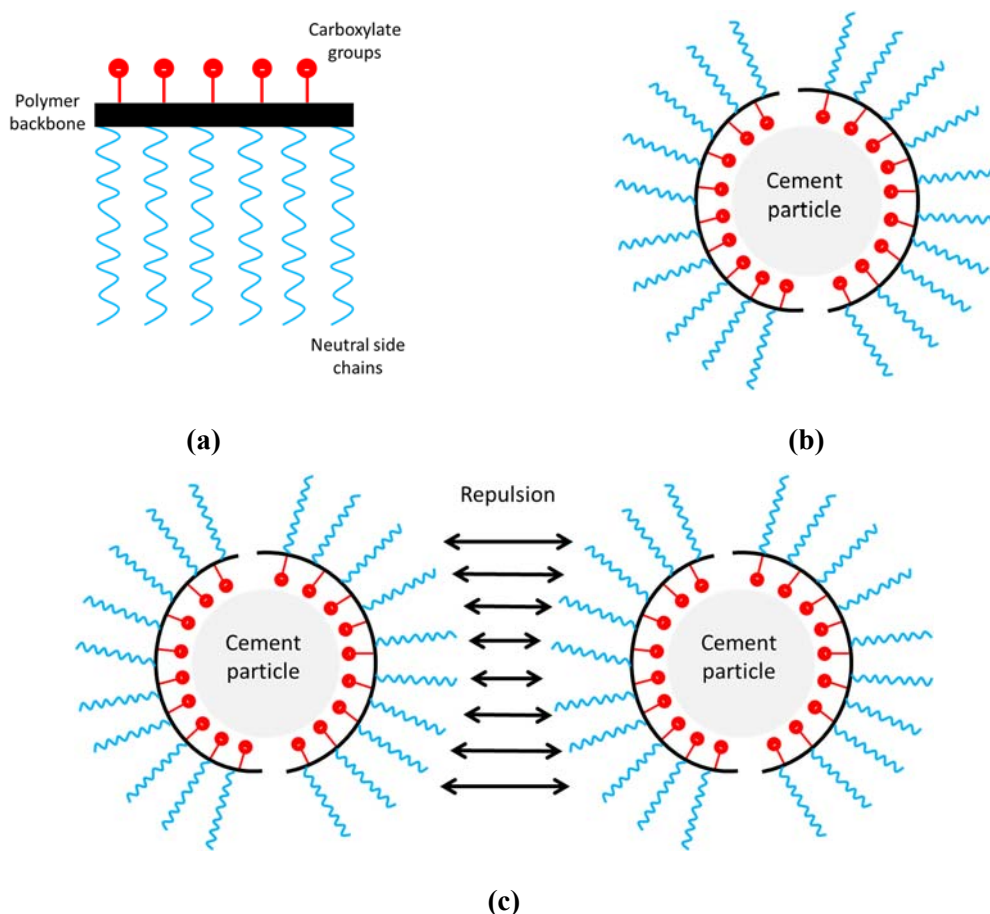 Carboxylate
groups
Polymer
backbone
Neutral side
chains
Cement
particle
(a)
(b)
Repulsion
Cement
particle
Cement
particle
(c)